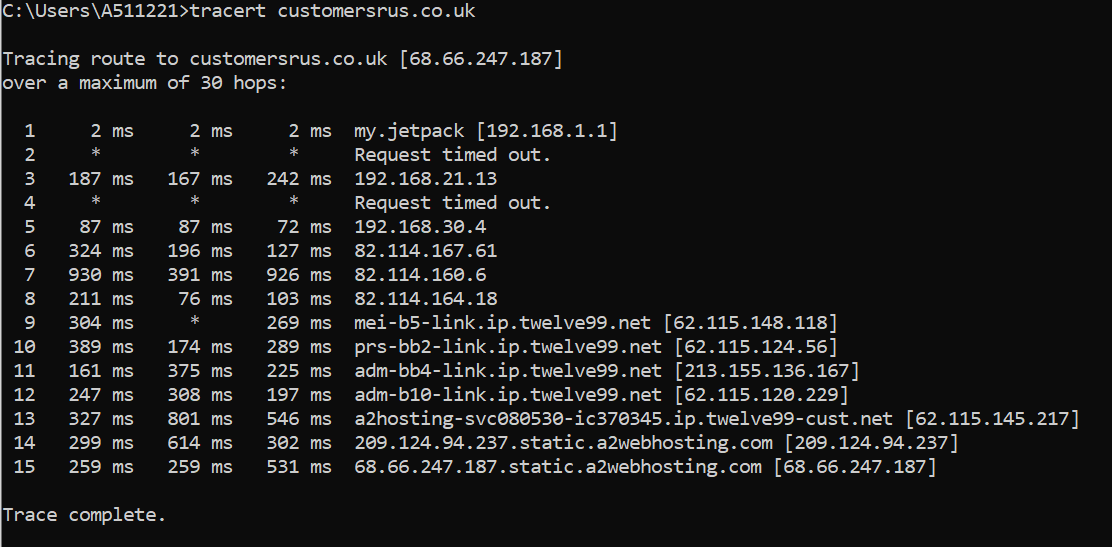 C:\Users\A511221>tracert customersrus.co.uk
Tracing route to customersrus.co.uk [68.66.247.187]
over a maximum of 30 hops:
1 2 ms 2 ms 2 ms my.jetpack [192.168.1.1]
2 * * * Request timed out.
3 187 ms 167 ms 242 ms 192.168.21.13
4 * * * Request timed out.
5 87 ms 87 ms 72 ms 192.168.30.4
6 324 ms 196 ms 127 ms 82.114.167.61
7 930 ms 391 ms 926 ms 82.114.160.6
8 211 ms 76 ms 103 ms 82.114.164.18
9 304 ms * 269 ms mei-b5-link.ip.twelve99.net [62.115.148.118]
10 389 ms 174 ms 289 ms prs-bb2-link.ip.twelve99.net [62.115.124.56]
11 161 ms 375 ms 225 ms adm-bb4-link.ip.twelve99.net [213.155.136.167]
12 247 ms 308 ms 197 ms adm-b10-link.ip.twelve99.net [62.115.120.229]
13 327 ms 801 ms 546 ms a2hosting-svc080530-ic370345.ip.twelve99-cust.net [62.115.145.217]
14 299 ms 614 ms 302 ms 209.124.94.237.static.a2webhosting.com [209.124.94.237]
15 259 ms 259 ms 531 ms 68.66.247.187.static.a2webhosting.com [68.66.247.187]
Trace complete.